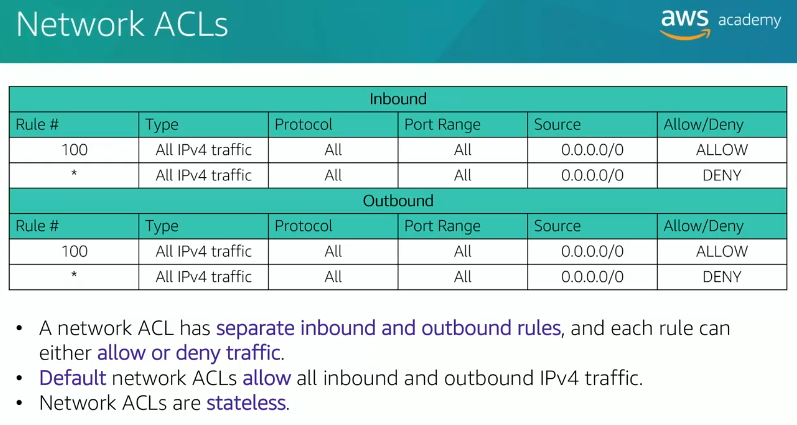 Network ACLs
aws academy
Inbound
Rule # Type Protocol Port Range Source Allow/Deny
100 All IPv4 traffic All All 0.0.0.0/0 ALLOW
* All IPv4 traffic All All 0.0.0.0/0 DENY
Outbound
Rule # Type Protocol Port Range Source Allow/Deny
100 All IPv4 traffic All All 0.0.0.0/0 ALLOW
* All IPv4 traffic All All 0.0.0.0/0 DENY
• A network ACL has separate inbound and outbound rules, and each rule can
either allow or deny traffic.
• Default network ACLs allow all inbound and outbound IPv4 traffic.
• Network ACLs are stateless.